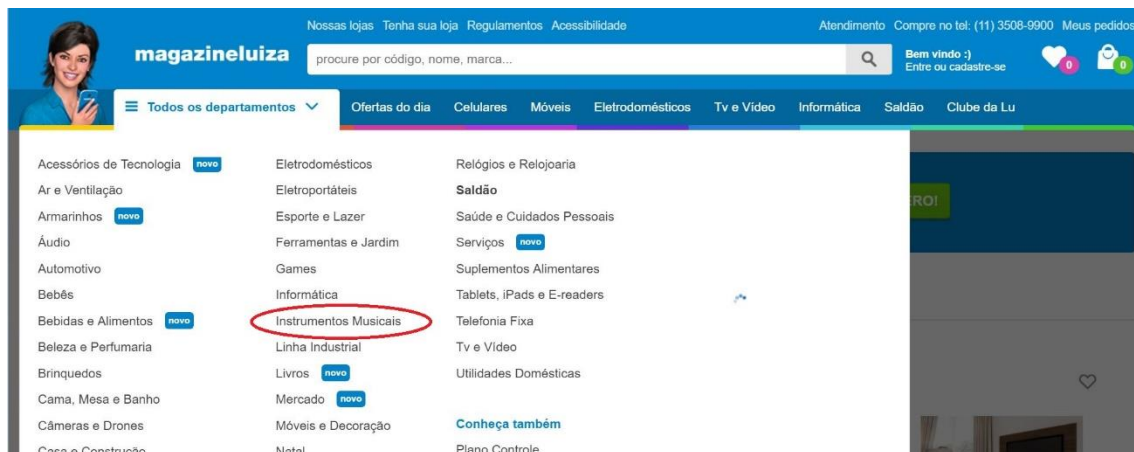 Nossas lojas Tenha sua loja Regulamentos Acessibilidade
Atendimento Compre no tel: (11) 3508-9900 Meus pedidos
magazineluiza
procure por código, nome, marca...
Bem vindo :)
Entre ou cadastre-se
0
0
Todos os departamentos
Ofertas do dia Celulares Móveis Eletrodomésticos Tv e Vídeo Informática Saldão Clube da Lu
Acessórios de Tecnologia novo
Ar e Ventilação
Armarinhos novo
Áudio
Automotivo
Bebês
Bebidas e Alimentos novo
Beleza e Perfumaria
Brinquedos
Cama, Mesa e Banho
Câmeras e Drones
Casa e Construção
Eletrodomésticos
Eletroportáteis
Esporte e Lazer
Ferramentas e Jardim
Games
Informática
Instrumentos Musicais
Linha Industrial
Livros novo
Mercado novo
Móveis e Decoração
Natal
Relógios e Relojoaria
Saldão
Saúde e Cuidados Pessoais
Serviços novo
Suplementos Alimentares
Tablets, iPads e E-readers
Telefonia Fixa
Tv e Vídeo
Utilidades Domésticas
Conheça também
Plano Controle